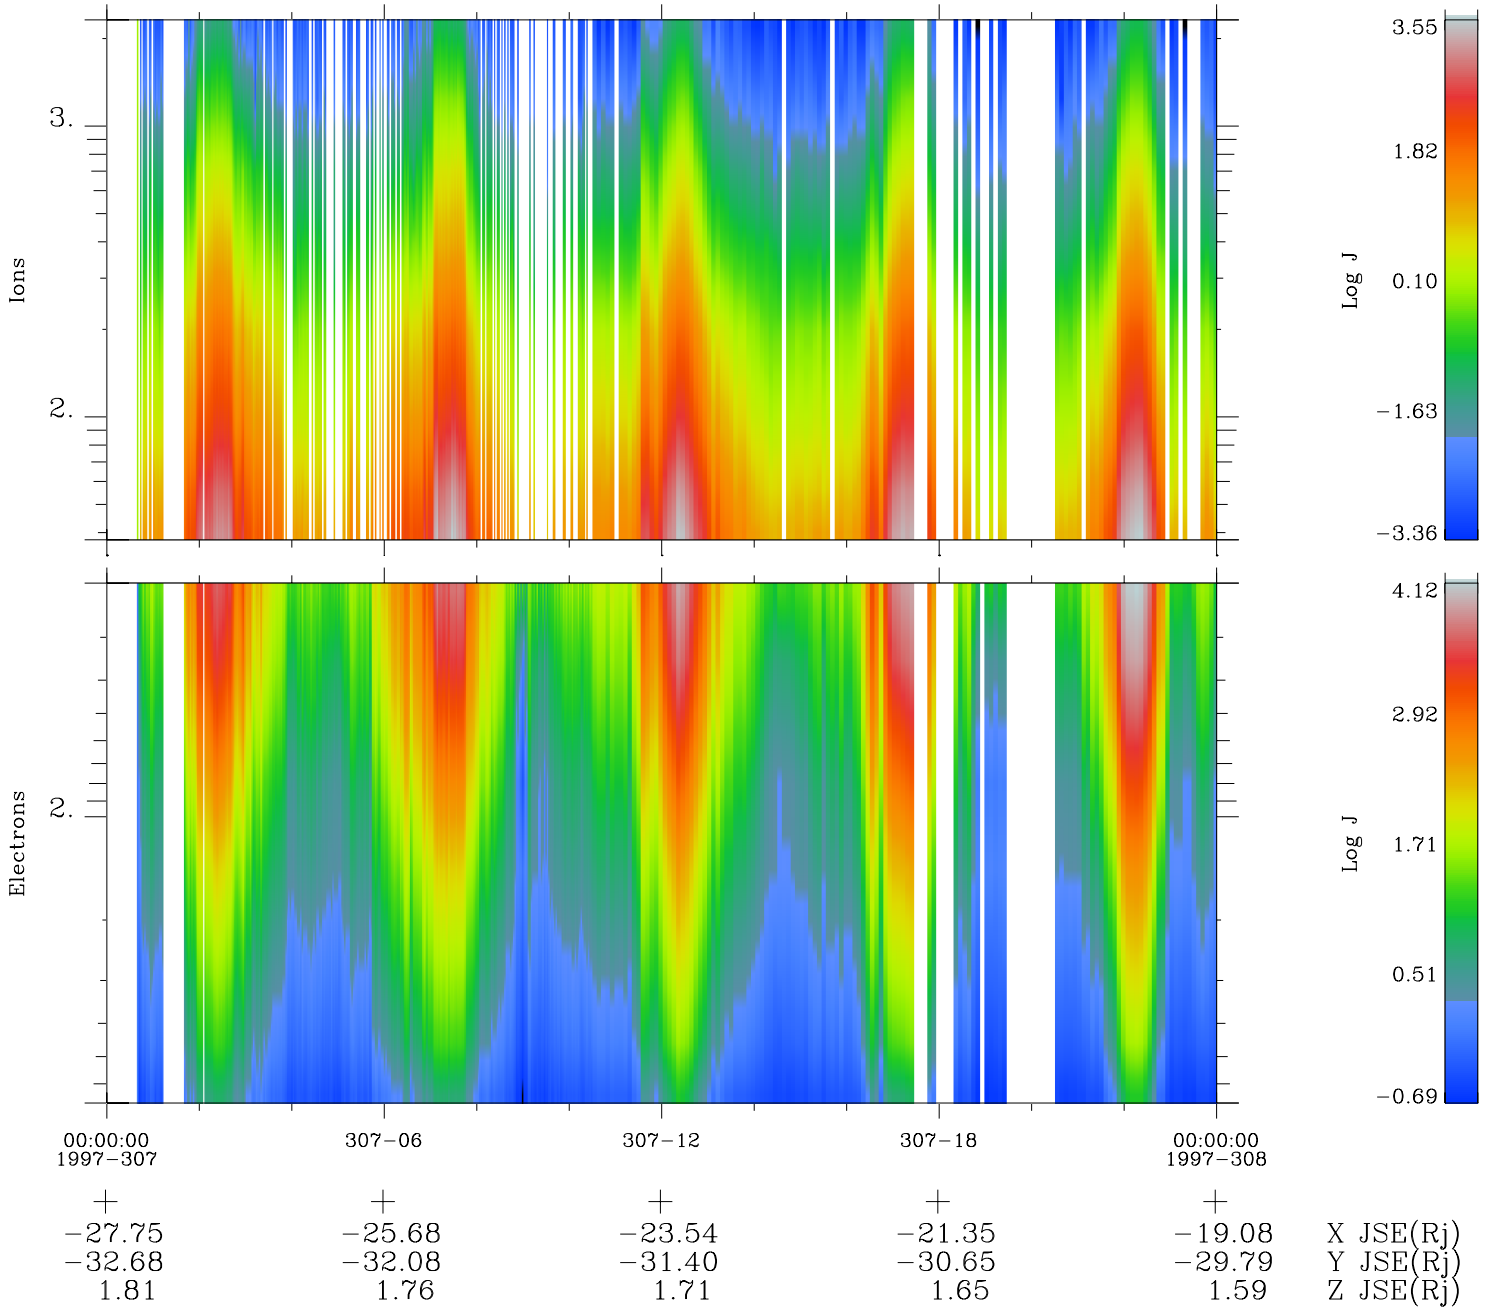 3.
2.
Ions
3.55
1.82
0.10
−1.63
−3.36
Log J
2.
Electrons
4.12
2.92
1.71
0.51
−0.69
Log J
00:00:00 307−06 307−12 307−18 00:00:00
1997−307 1997−308
−27.75 −25.68 −23.54 −21.35 −19.08 X JSE(Rj)
−32.68 −32.08 −31.40 −30.65 −29.79 Y JSE(Rj)
1.81 1.76 1.71 1.65 1.59 Z JSE(Rj)